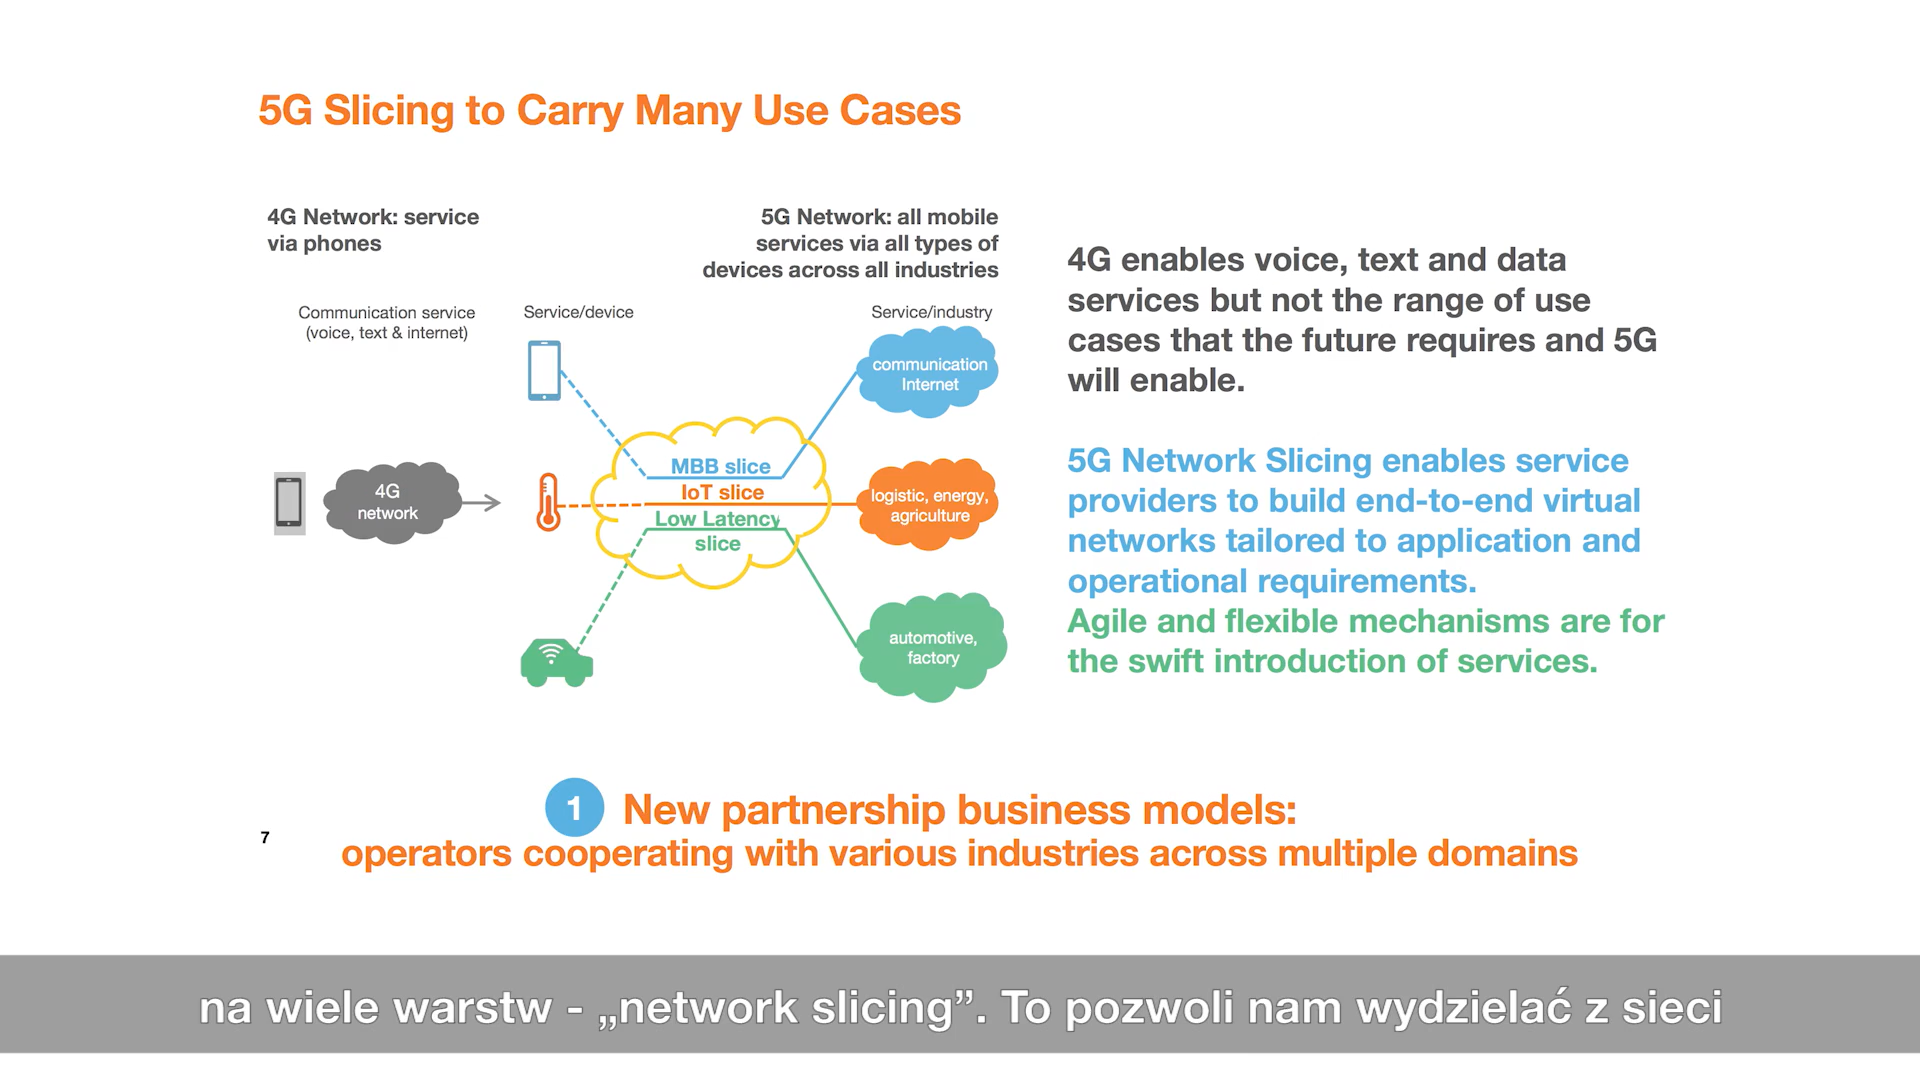 5G Slicing to Carry Many Use Cases
4G Network: service
via phones
5G Network: all mobile
services via all types of
devices across all industries
Communication service
(voice, text & internet)
Service/device
Service/industry
communication
Internet
MBB slice
IoT slice
Low Latency
slice
4G
network
logistic, energy,
agriculture
automotive,
factory
4G enables voice, text and data
services but not the range of use
cases that the future requires and 5G
will enable.
5G Network Slicing enables service
providers to build end-to-end virtual
networks tailored to application and
operational requirements.
Agile and flexible mechanisms are for
the swift introduction of services.
1 New partnership business models:
operators cooperating with various industries across multiple domains
7
na wiele warstw - „network slicing”. To pozwoli nam wydzielać z sieci